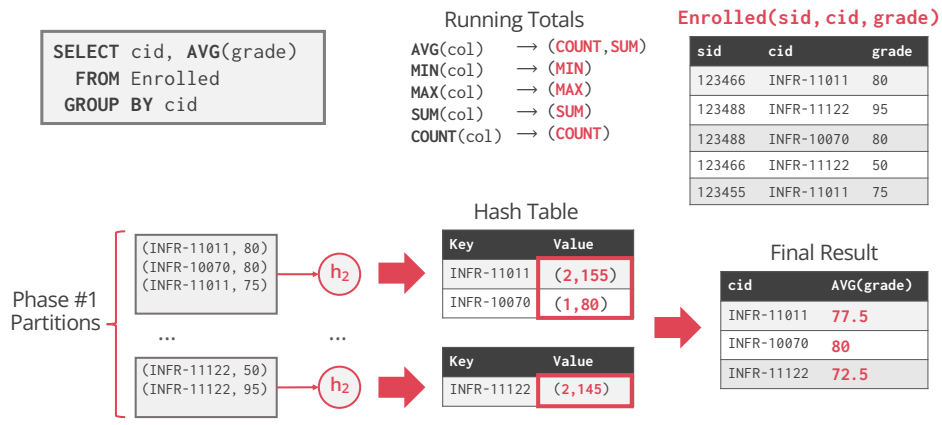 SELECT cid, AVG(grade)
FROM Enrolled
GROUP BY cid
Running Totals
AVG(col) → (COUNT,SUM)
MIN(col) → (MIN)
MAX(col) → (MAX)
SUM(col) → (SUM)
COUNT(col) → (COUNT)
Enrolled(sid,cid,grade)
sid cid grade
123466 INFR-11011 80
123488 INFR-11122 95
123488 INFR-10070 80
123466 INFR-11122 50
123455 INFR-11011 75
Phase #1
Partitions
(INFR-11011, 80)
(INFR-10070, 80)
(INFR-11011, 75)
...
(INFR-11122, 50)
(INFR-11122, 95)
h₂
...
h₂
Hash Table
Key Value
INFR-11011 (2,155)
INFR-10070 (1,80)
Key Value
INFR-11122 (2,145)
Final Result
cid AVG(grade)
INFR-11011 77.5
INFR-10070 80
INFR-11122 72.5